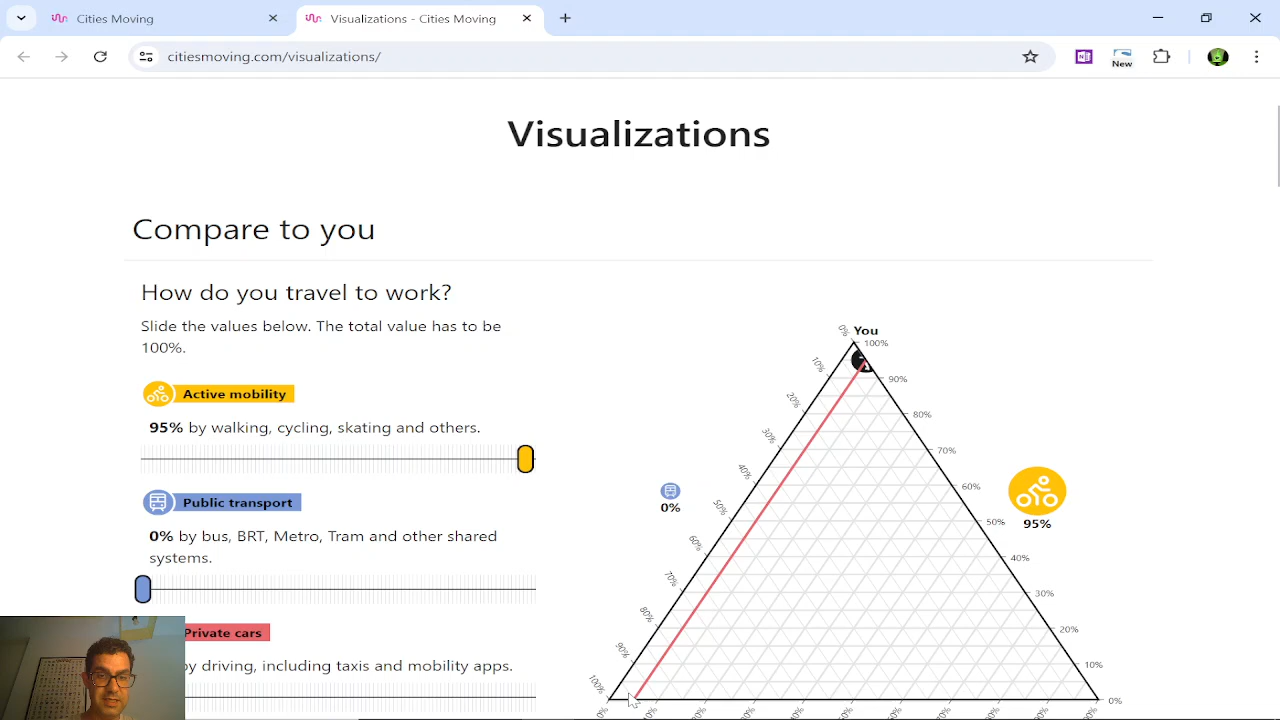 Cities Moving
Visualizations - Cities Moving
citiesmoving.com/visualizations/
New
Visualizations
Compare to you
How do you travel to work?
Slide the values below. The total value has to be
100%.
Active mobility
95% by walking, cycling, skating and others.
Public transport
0% by bus, BRT, Metro, Tram and other shared
systems.
Private cars
by driving, including taxis and mobility apps.
You
0%
10%
20%
30%
40%
50%
60%
70%
80%
90%
100%
100%
90%
80%
70%
60%
50%
40%
30%
20%
10%
0%
0%
95%